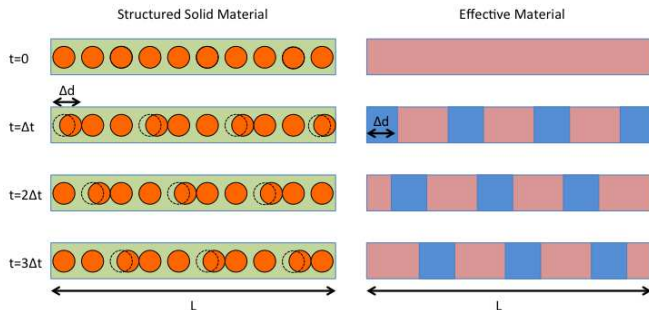 Structured Solid Material
Effective Material
t=0
Δd
t=Δt
Δd
t=2Δt
t=3Δt
L
L